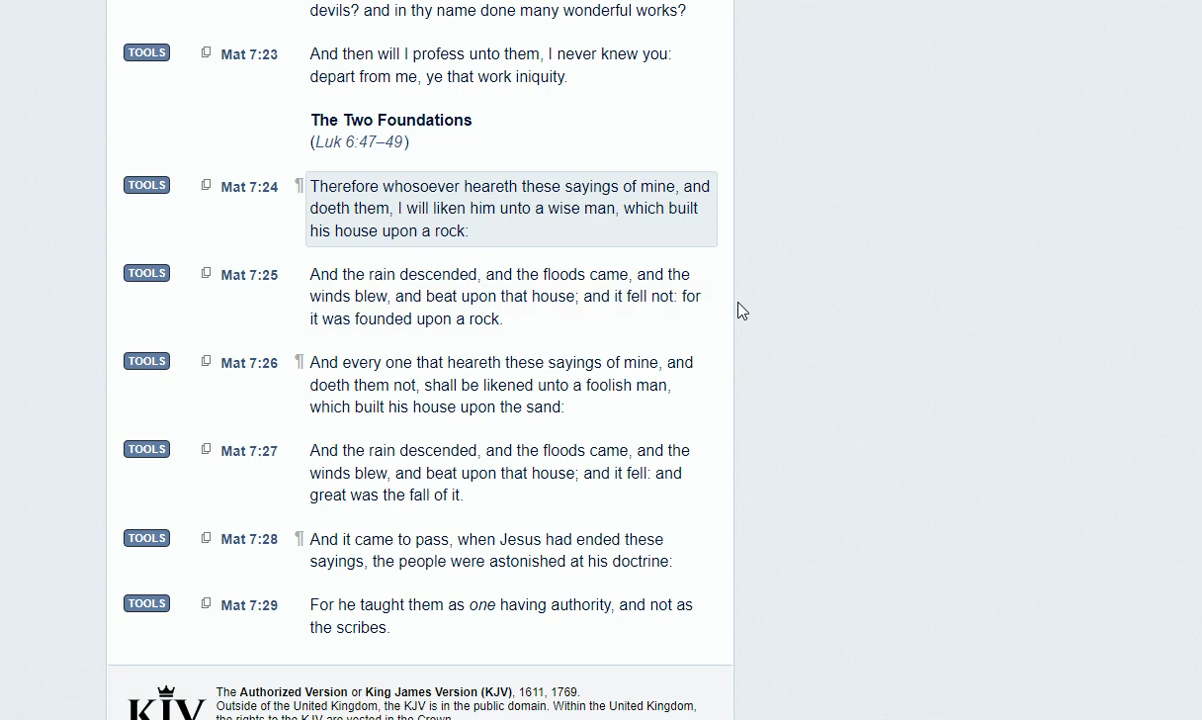 devils? and in thy name done many wonderful works?
TOOLS Mat 7:23 And then will I profess unto them, I never knew you:
depart from me, ye that work iniquity.
The Two Foundations
(Luk 6:47–49)
TOOLS Mat 7:24 ¶ Therefore whosoever heareth these sayings of mine, and
doeth them, I will liken him unto a wise man, which built
his house upon a rock:
TOOLS Mat 7:25 And the rain descended, and the floods came, and the
winds blew, and beat upon that house; and it fell not: for
it was founded upon a rock.
TOOLS Mat 7:26 ¶ And every one that heareth these sayings of mine, and
doeth them not, shall be likened unto a foolish man,
which built his house upon the sand:
TOOLS Mat 7:27 And the rain descended, and the floods came, and the
winds blew, and beat upon that house; and it fell: and
great was the fall of it.
TOOLS Mat 7:28 ¶ And it came to pass, when Jesus had ended these
sayings, the people were astonished at his doctrine:
TOOLS Mat 7:29 For he taught them as one having authority, and not as
the scribes.
KJV The Authorized Version or King James Version (KJV), 1611, 1769.
Outside of the United Kingdom, the KJV is in the public domain. Within the United Kingdom,
the rights to the KJV are vested in the Crown.